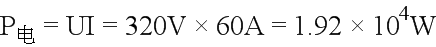 P电 = UI = 320V × 60A = 1.92 × 10⁴W